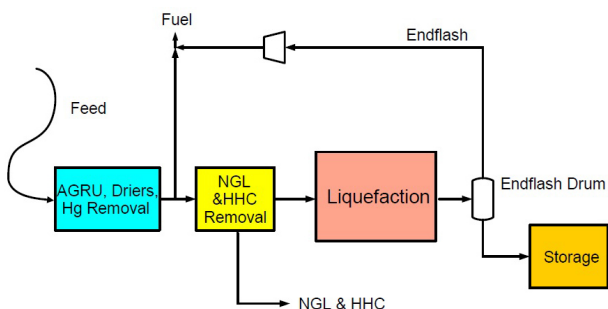 Fuel
Endflash
Feed
AGRU, Driers,
Hg Removal
NGL
&HHC
Removal
Liquefaction
Endflash Drum
Storage
NGL & HHC